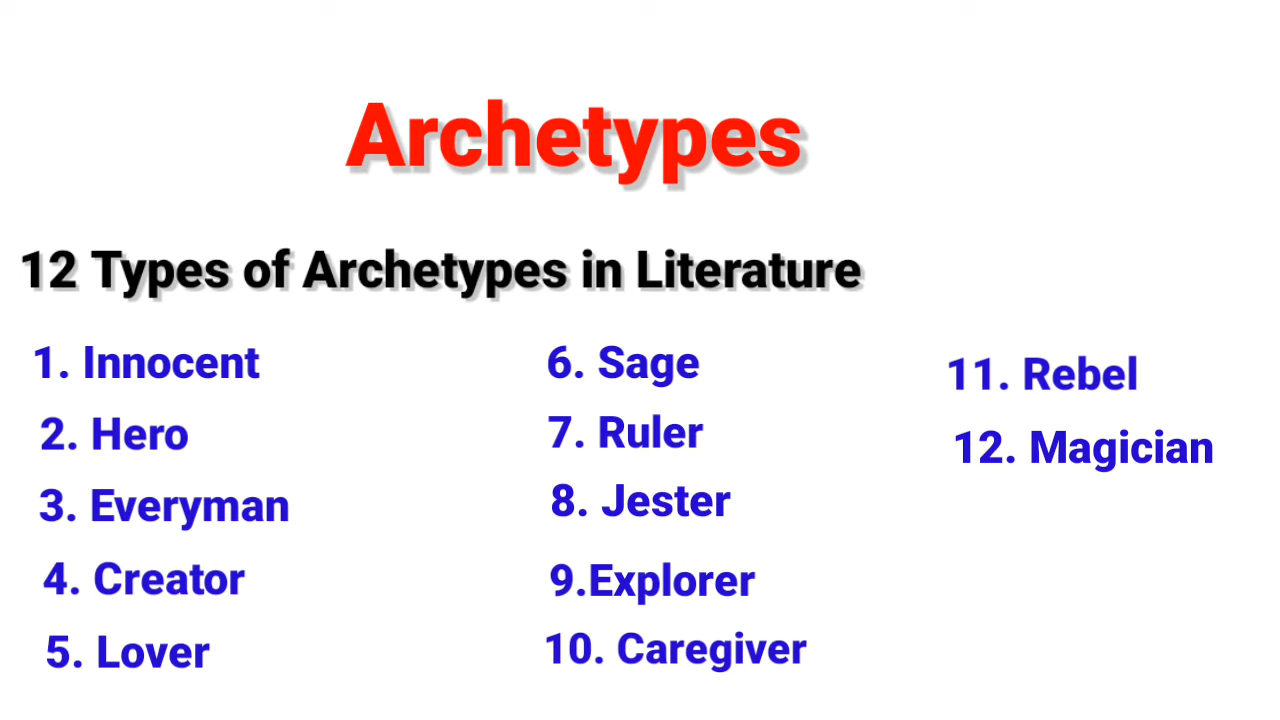 Archetypes
12 Types of Archetypes in Literature
1. Innocent
2. Hero
3. Everyman
4. Creator
5. Lover
6. Sage
7. Ruler
8. Jester
9.Explorer
10. Caregiver
11. Rebel
12. Magician